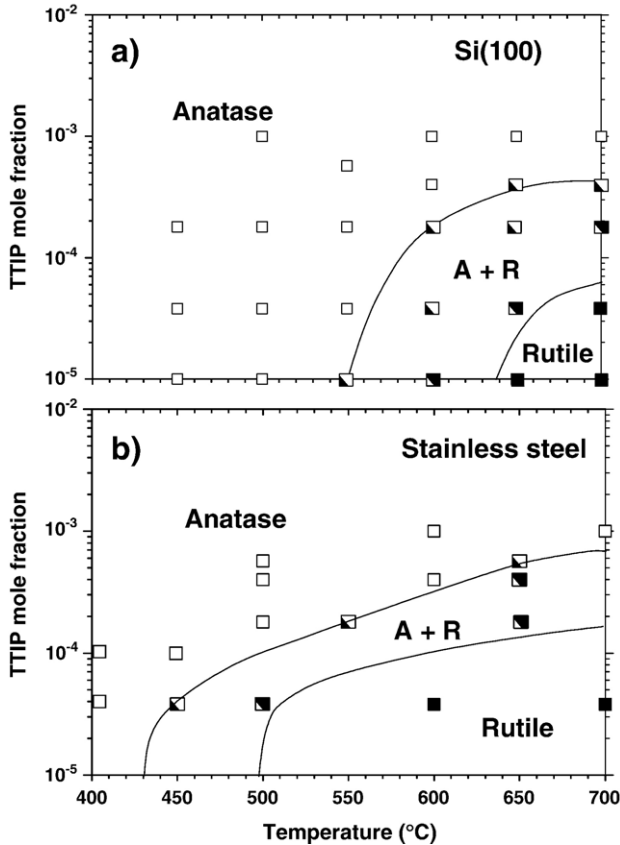 10^-2
a)
Si(100)
Anatase
10^-3
TTIP mole fraction
10^-4
A + R
Rutile
10^-5
10^-2
b)
Stainless steel
Anatase
10^-3
TTIP mole fraction
A + R
10^-4
Rutile
10^-5
400 450 500 550 600 650 700
Temperature (°C)